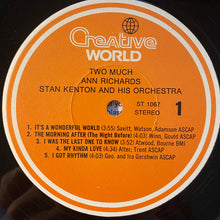 Creative
WORLD
TWO MUCH
ANN RICHARDS
STAN KENTON AND HIS ORCHESTRA
ST 1067
1
1. IT'S A WONDERFUL WORLD (3:55) Savitt, Watson, Adamson ASCAP
2. THE MORNING AFTER (The Night Before) (4:03) Winn, Gould ASCAP
3. I WAS THE LAST ONE TO KNOW (3:52) Atwood, Bourne BMI
4. MY KINDA LOVE (4:34) Alter, Trent ASCAP
5. I GOT RHYTHM (4:03) Geo. and Ira Gershwin ASCAP